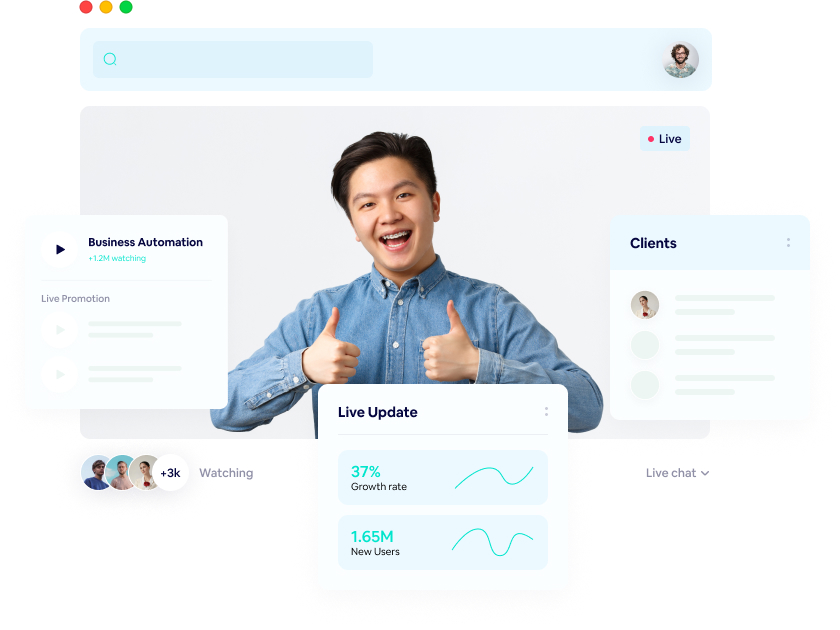 Live
Business Automation
+1.2M watching
Live Promotion
Clients
Live Update
37%
Growth rate
1.65M
New Users
+3k
Watching
Live chat